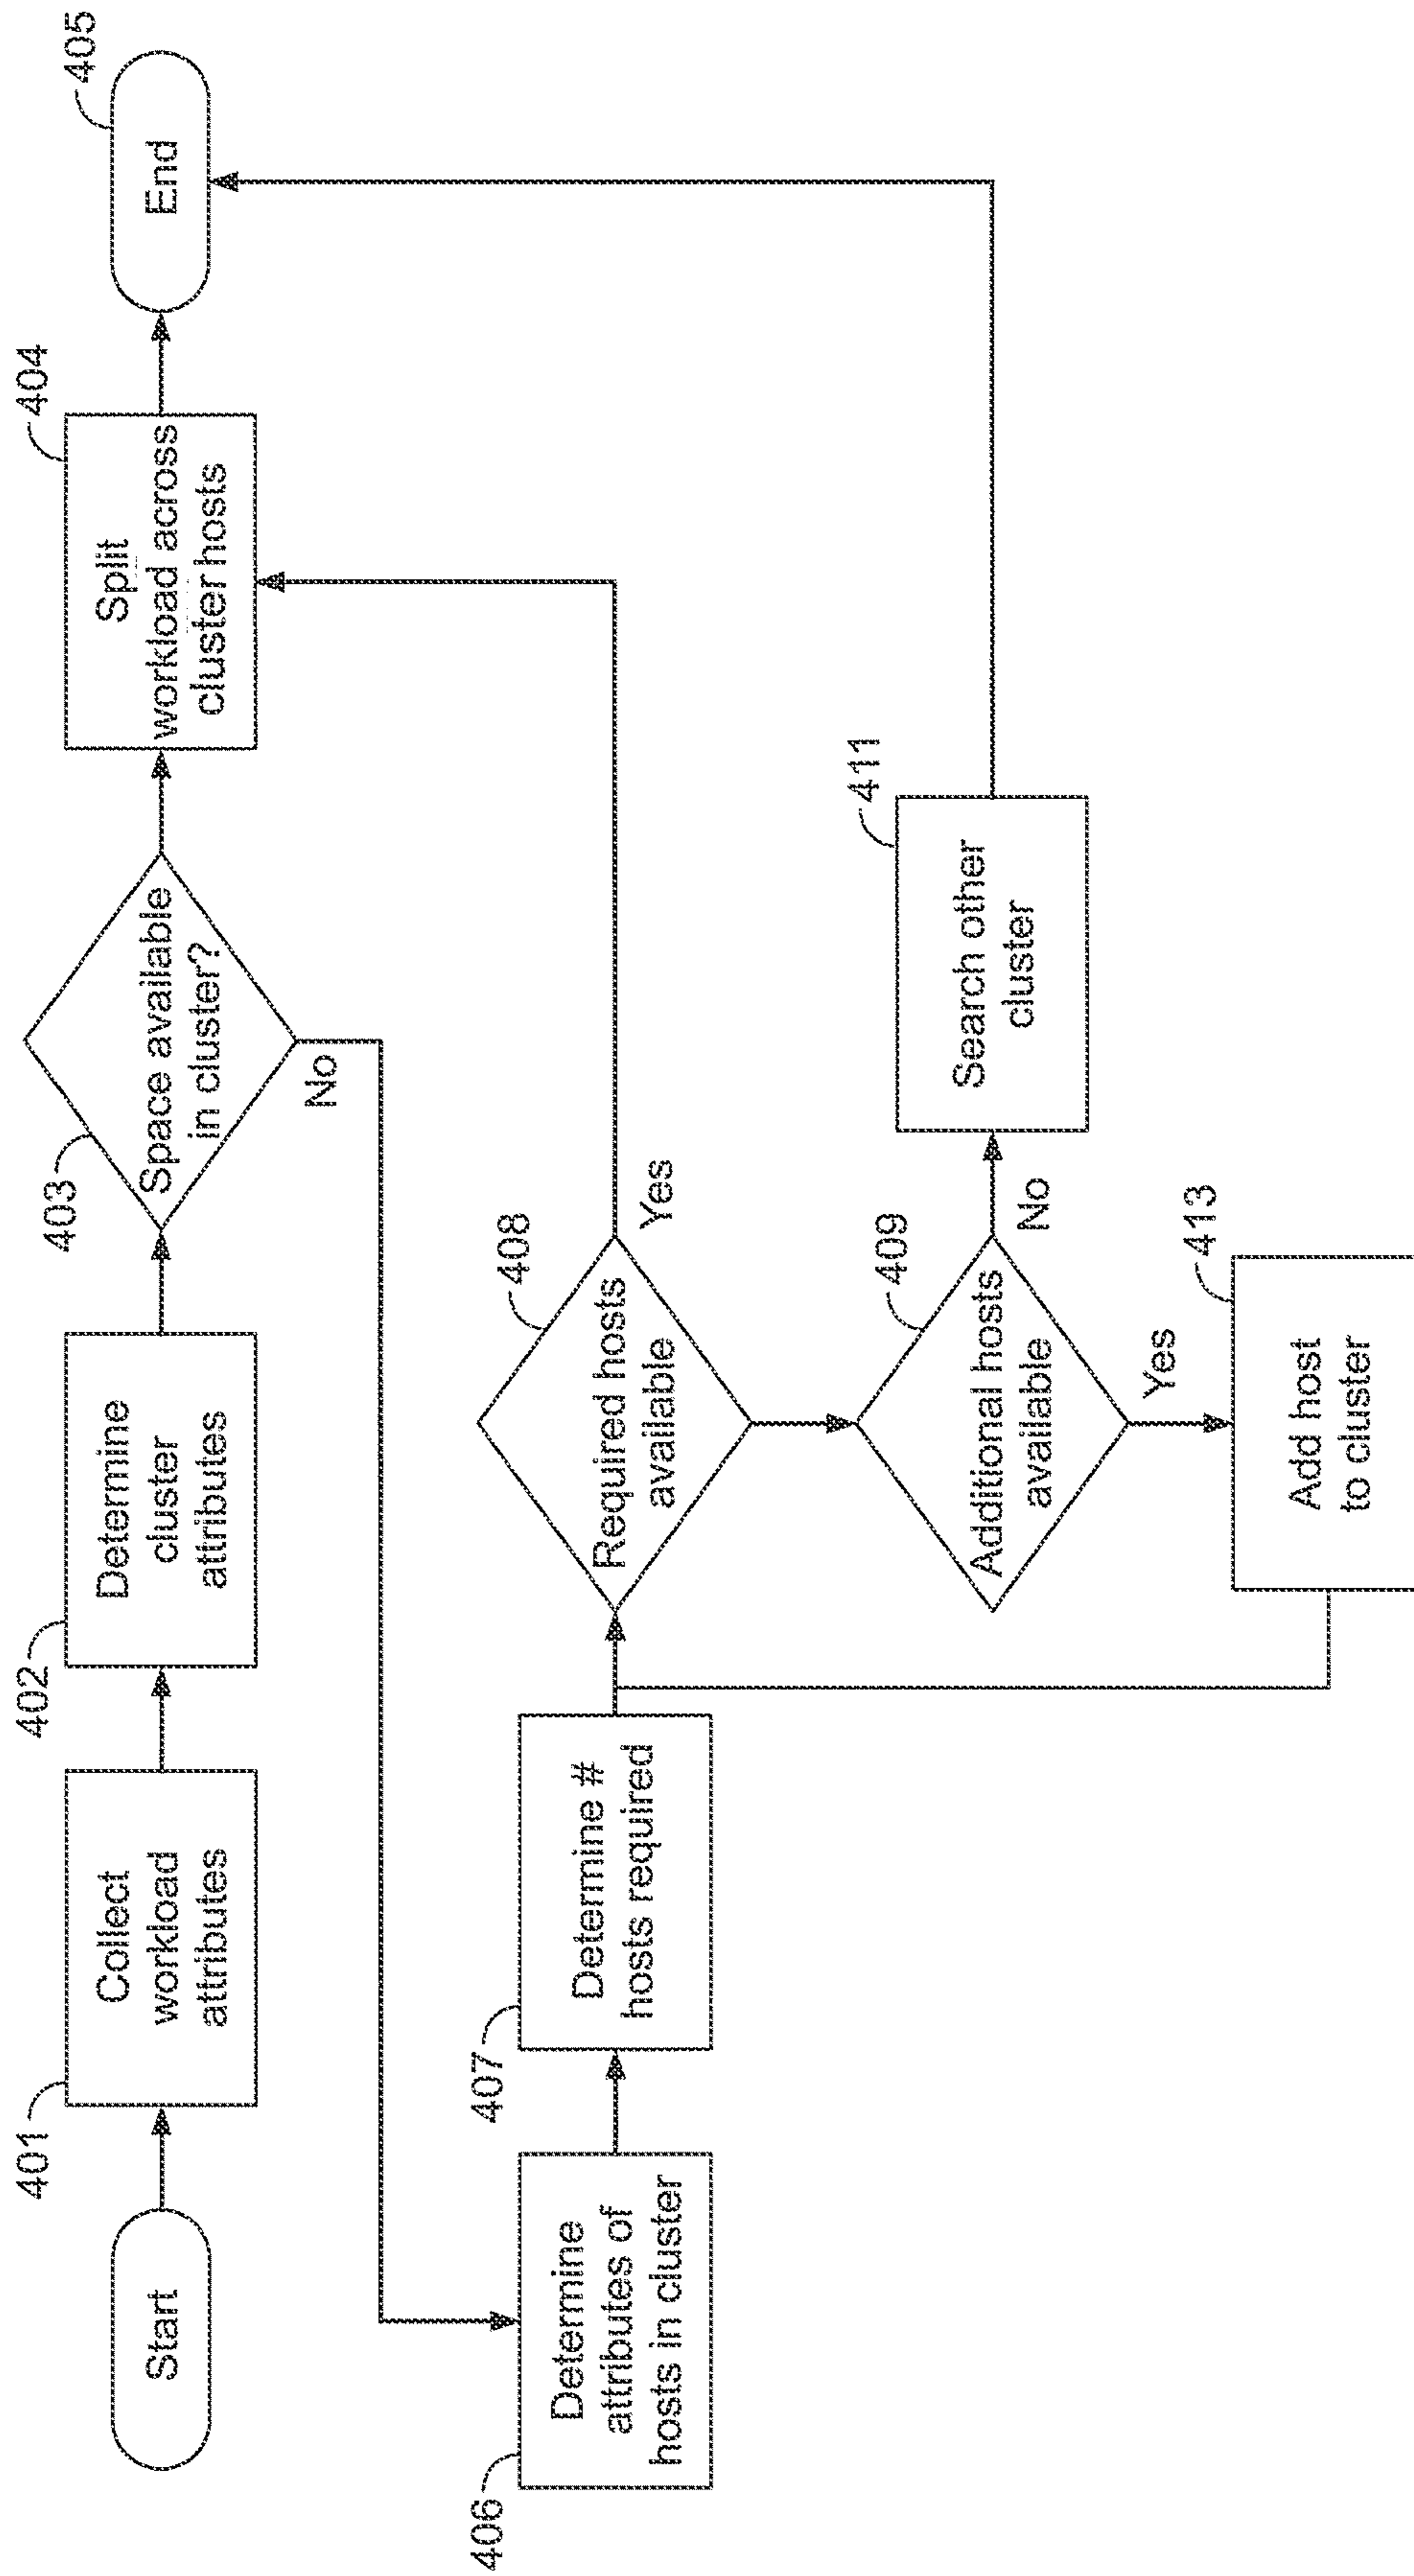 Start
401
Collect
workload
attributes
402
Determine
cluster
attributes
403
Space available
in cluster?
No
404
Split
workload across
cluster hosts
405
End
406
Determine
attributes of
hosts in cluster
407
Determine #
hosts required
408
Required hosts
available
Yes
409
Additional hosts
available
No
Yes
411
Search other
cluster
413
Add host
to cluster